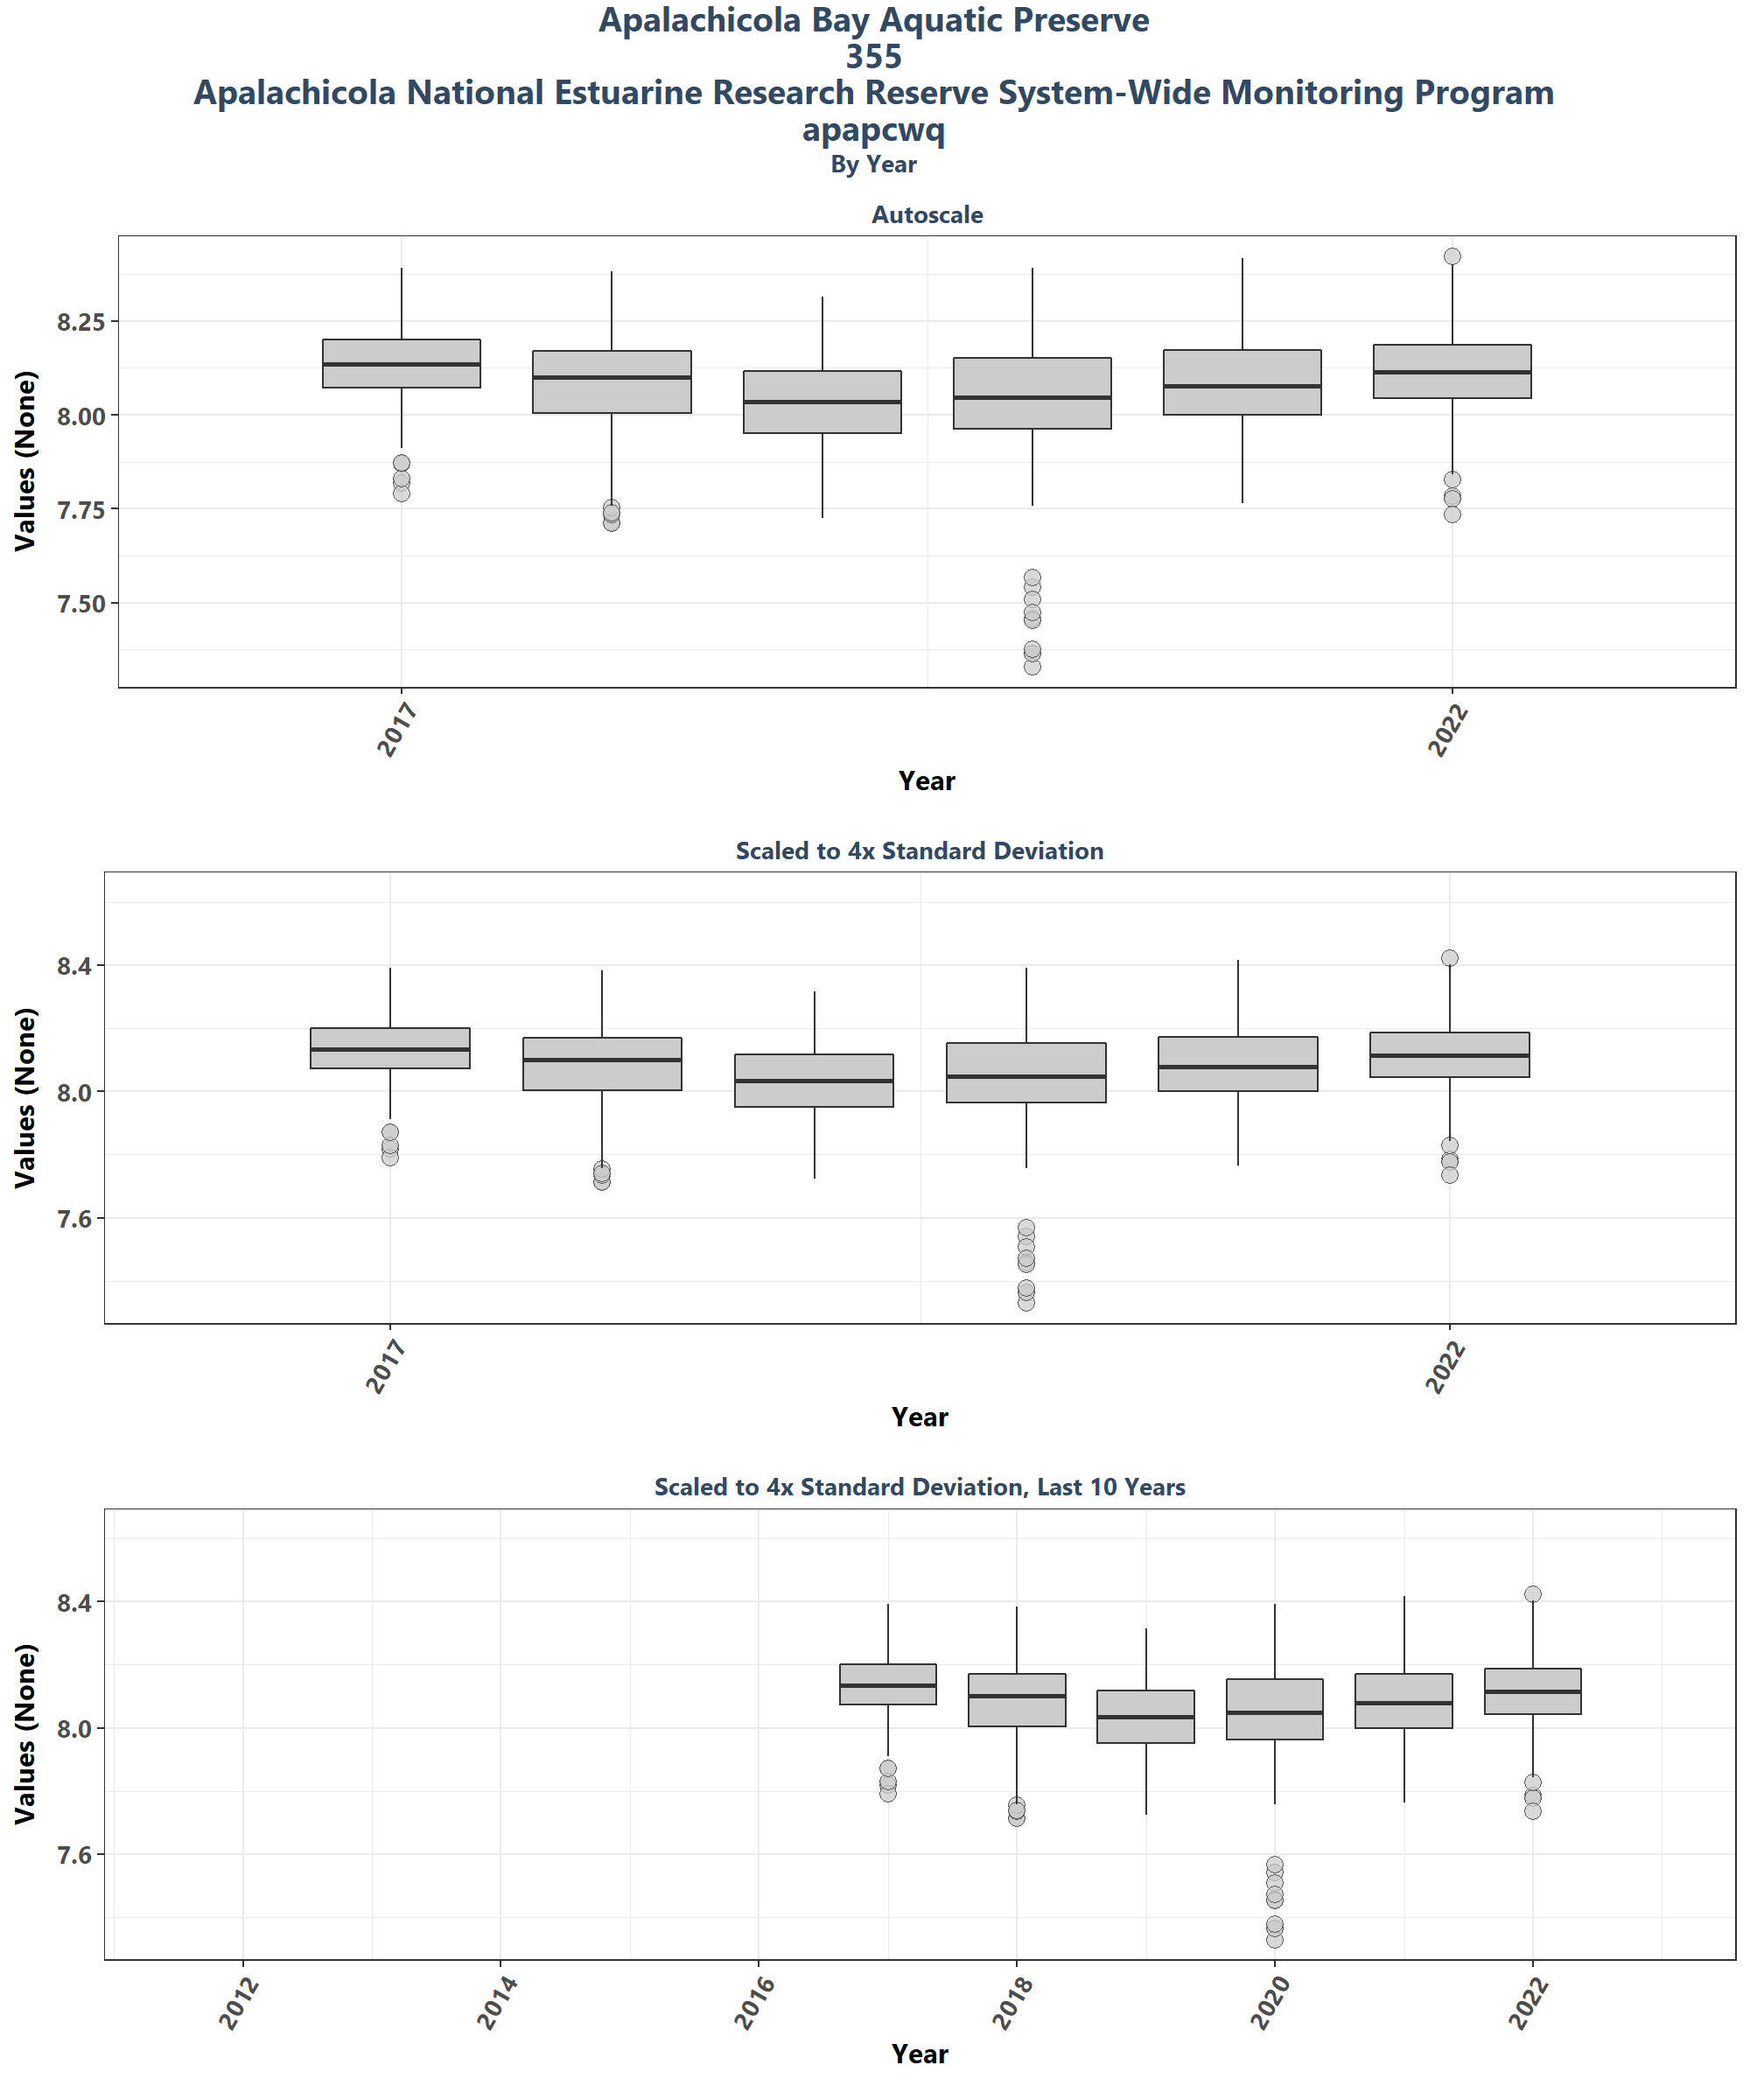 Apalachicola Bay Aquatic Preserve
355
Apalachicola National Estuarine Research Reserve System-Wide Monitoring Program
apapcwq
By Year
Autoscale
Values (None)
8.25
8.00
7.75
7.50
2017
2022
Year
Scaled to 4x Standard Deviation
Values (None)
8.4
8.0
7.6
2017
2022
Year
Scaled to 4x Standard Deviation, Last 10 Years
Values (None)
8.4
8.0
7.6
2012
2014
2016
2018
2020
2022
Year